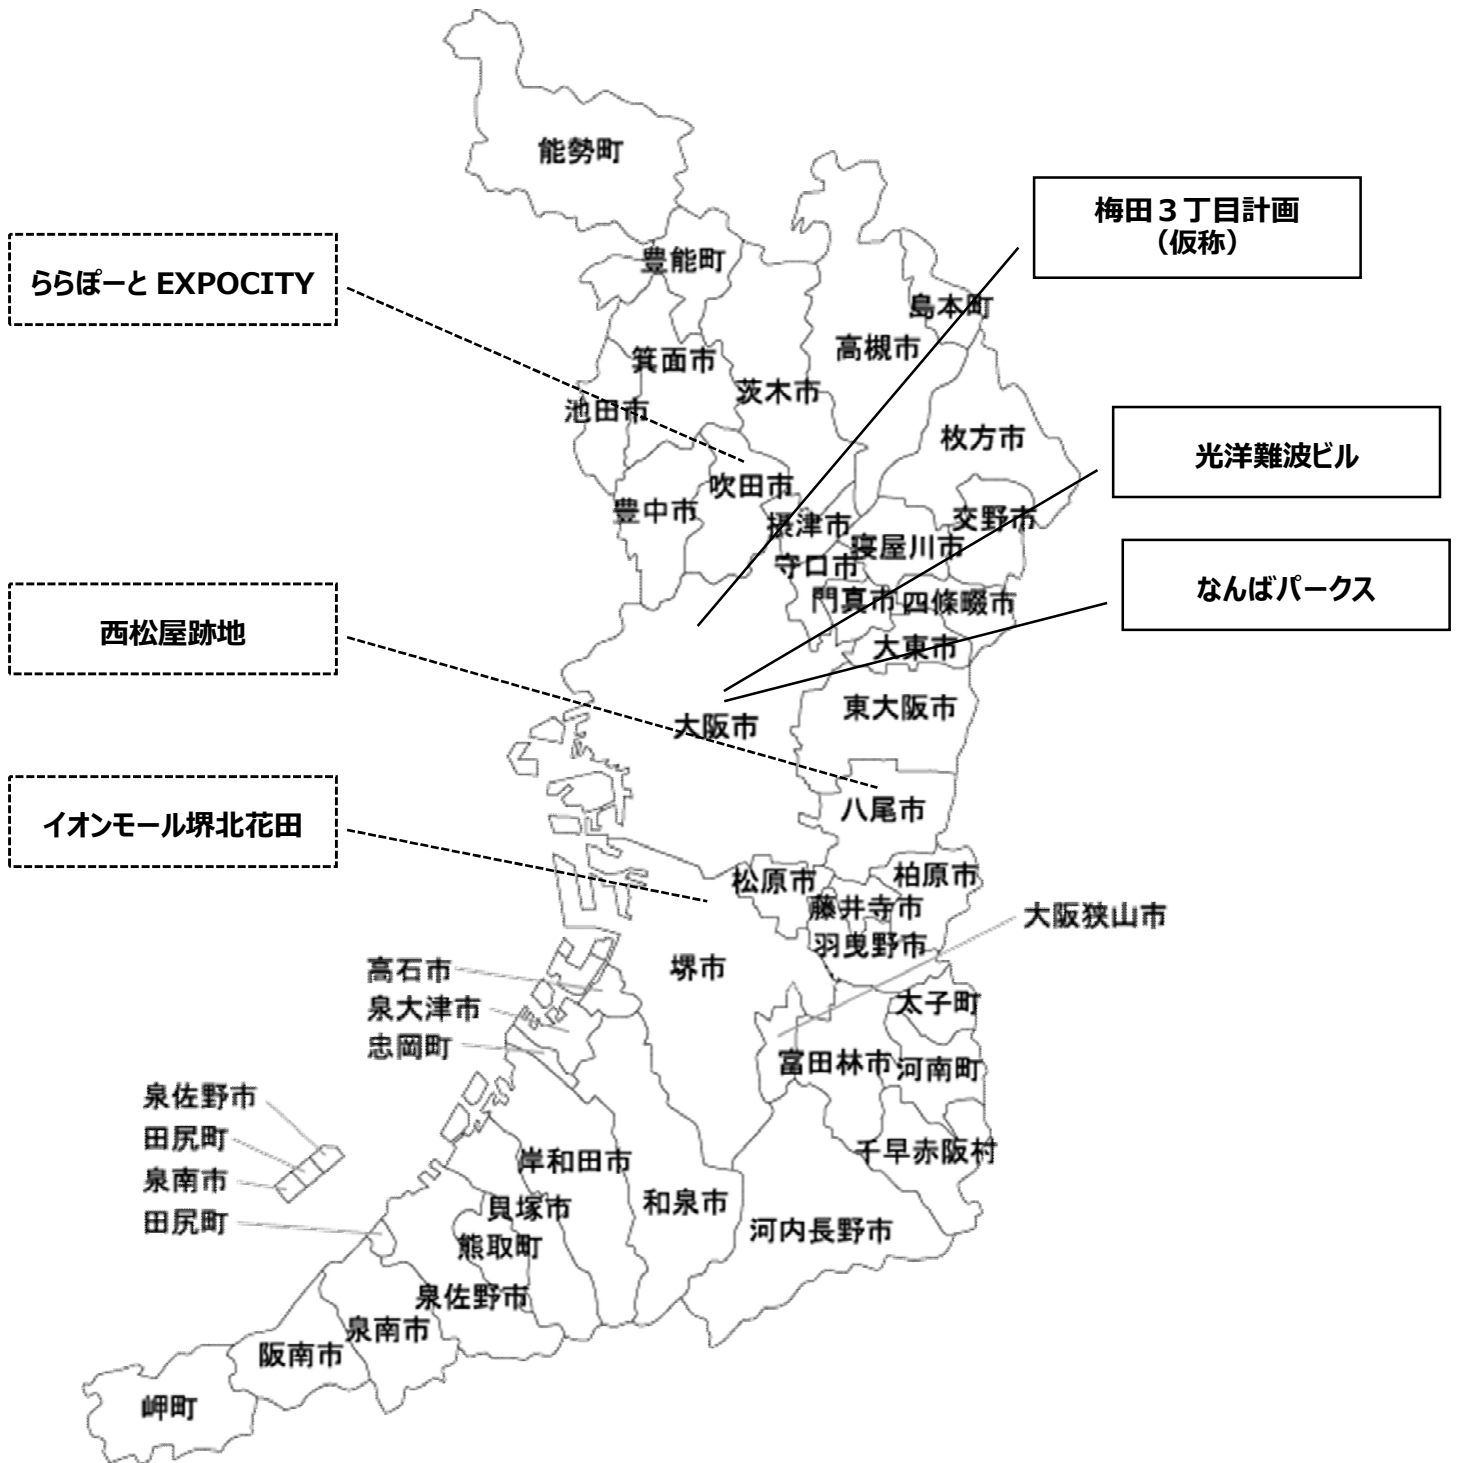 能勢町
梅田３丁目計画
（仮称）
ららぽーと EXPOCITY
豊能町
島本町
高槻市
箕面市
茨木市
池田市
枚方市
光洋難波ビル
吹田市
豊中市
摂津市
交野市
寝屋川市
守口市
なんばパークス
門真市
四條畷市
西松屋跡地
大東市
東大阪市
大阪市
八尾市
イオンモール堺北花田
松原市
柏原市
藤井寺市
大阪狭山市
羽曳野市
高石市
堺市
泉大津市
太子町
忠岡町
富田林市
河南町
泉佐野市
田尻町
千早赤阪村
岸和田市
泉南市
和泉市
貝塚市
田尻町
河内長野市
熊取町
泉佐野市
泉南市
阪南市
岬町